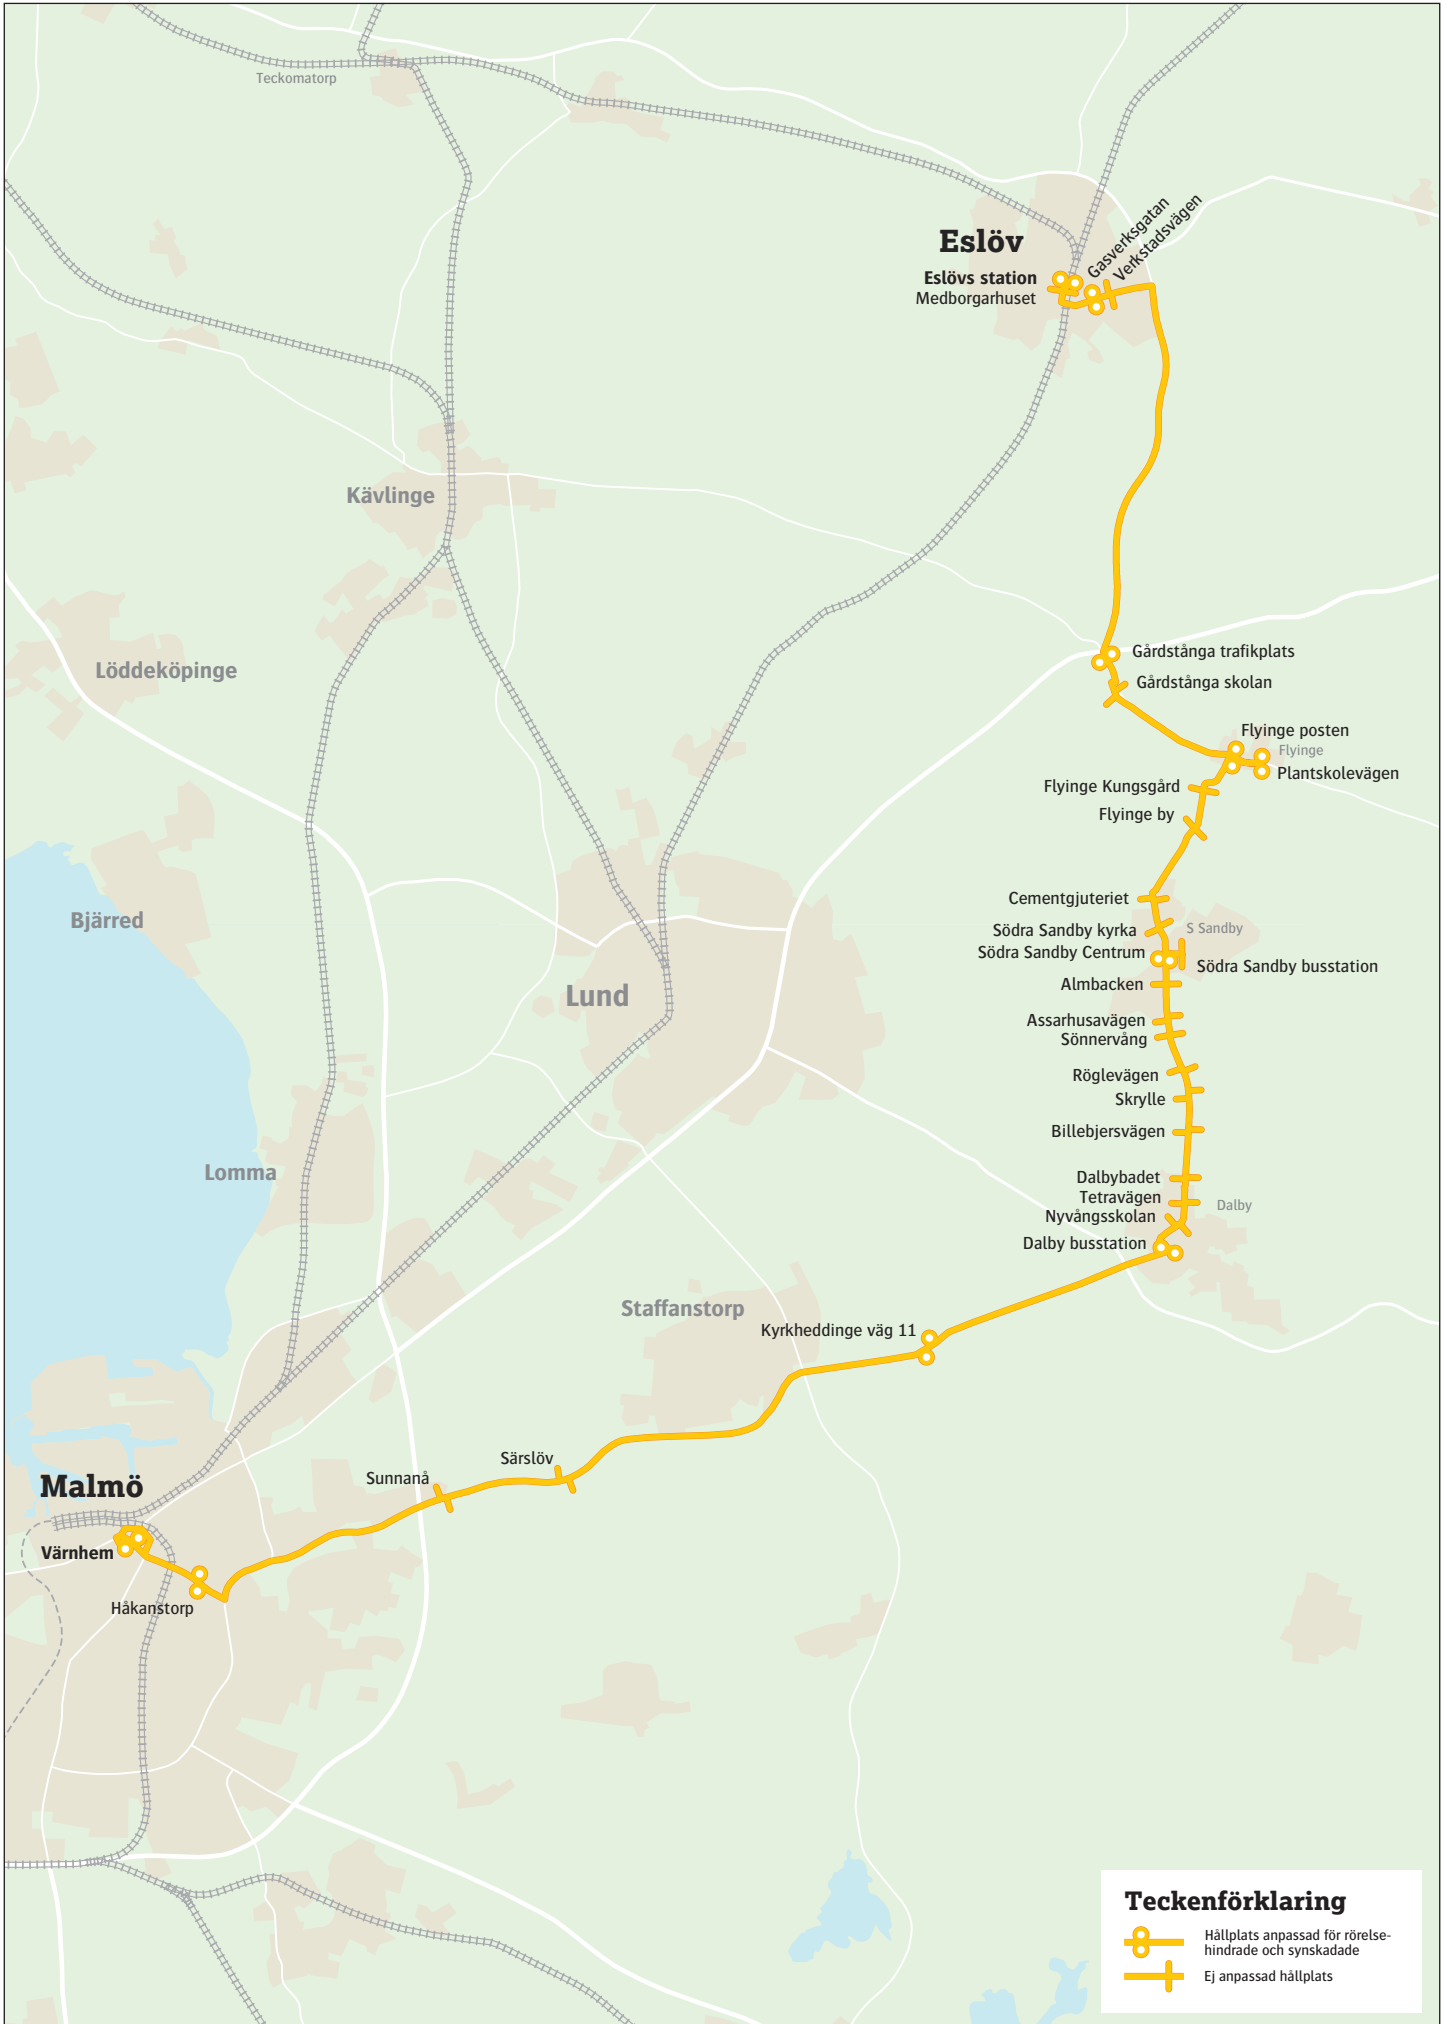 Teckomatorp
Eslöv
Gasverksgatan
Verkstadsvägen
Eslövs station
Medborgarhuset
Kävlinge
Löddeköpinge
Gårdstånga trafikplats
Gårdstånga skolan
Flyinge posten
Flyinge
Plantskolevägen
Flyinge Kungsgård
Flyinge by
Cementgjuteriet
Bjärred
Södra Sandby kyrka
S Sandby
Södra Sandby Centrum
Södra Sandby busstation
Almbacken
Lund
Assarhusavägen
Sönnervång
Röglevägen
Skrylle
Billebjersvägen
Lomma
Dalbybadet
Tetravägen
Dalby
Nyvångsskolan
Dalby busstation
Staffanstorp
Kyrkheddinge väg 11
Särslöv
Sunnanå
Malmö
Värnhem
Håkanstorp
Teckenförklaring
Hållplats anpassad för rörelse-
hindrade och synskadade
Ej anpassad hållplats